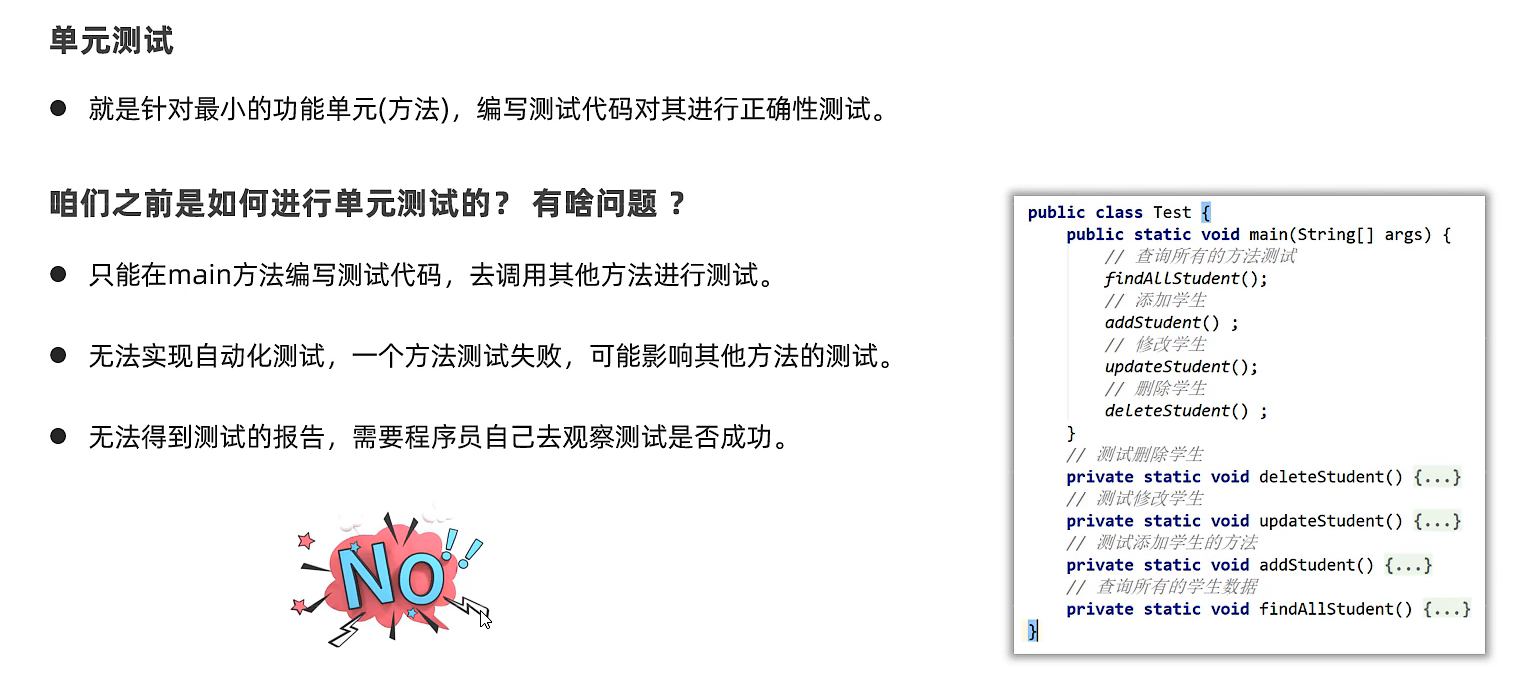 单元测试
● 就是针对最小的功能单元(方法)，编写测试代码对其进行正确性测试。
咱们之前是如何进行单元测试的？ 有啥问题 ？
● 只能在main方法编写测试代码，去调用其他方法进行测试。
● 无法实现自动化测试，一个方法测试失败，可能影响其他方法的测试。
● 无法得到测试的报告，需要程序员自己去观察测试是否成功。
No!!
public class Test {
    public static void main(String[] args) {
        // 查询所有的方法测试
        findAllStudent();
        // 添加学生
        addStudent() ;
        // 修改学生
        updateStudent();
        // 删除学生
        deleteStudent() ;
    }
    // 测试删除学生
    private static void deleteStudent() {...}
    // 测试修改学生
    private static void updateStudent() {...}
    // 测试添加学生的方法
    private static void addStudent() {...}
    // 查询所有的学生数据
    private static void findAllStudent() {...}
}